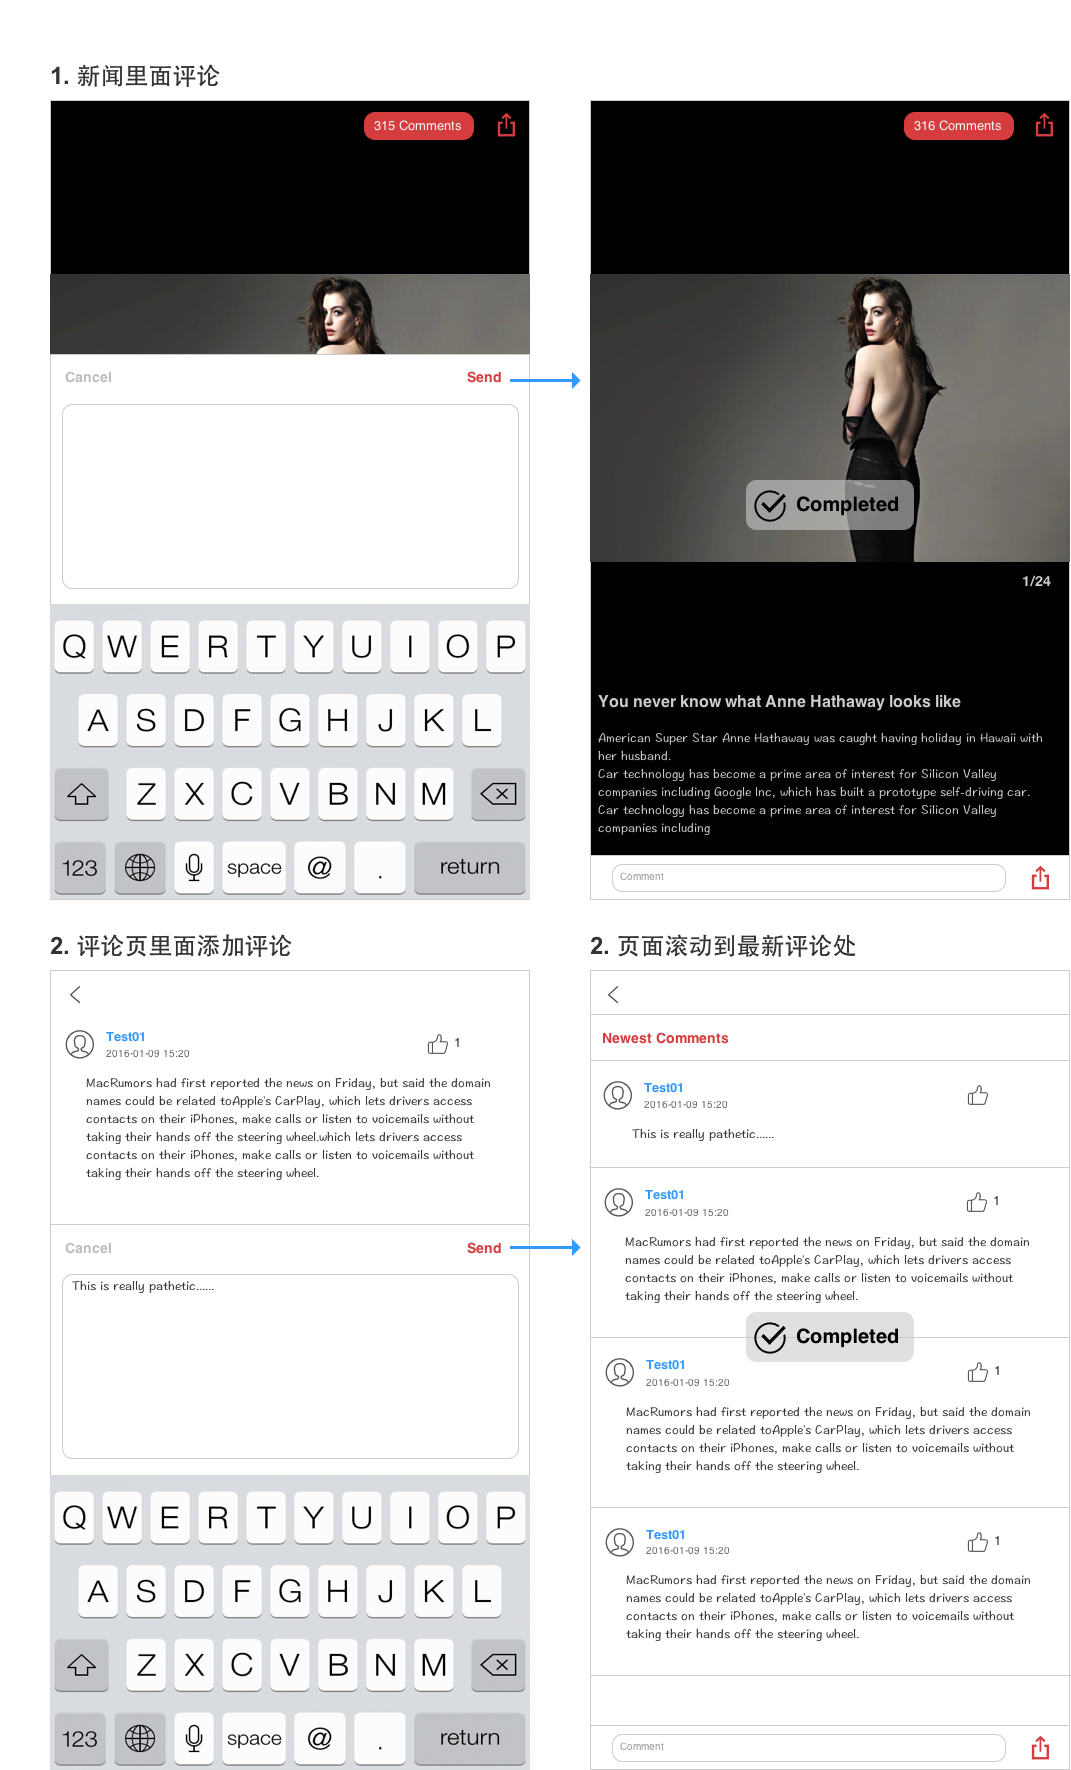 1. 新闻里面评论
315 Comments
Cancel
Send
Q W E R T Y U I O P
A S D F G H J K L
Z X C V B N M
123 space @ . return
316 Comments
Completed
1/24
You never know what Anne Hathaway looks like
American Super Star Anne Hathaway was caught having holiday in Hawaii with
her husband.
Car technology has become a prime area of interest for Silicon Valley
companies including Google Inc, which has built a prototype self-driving car.
Car technology has become a prime area of interest for Silicon Valley
companies including
Comment
2. 评论页里面添加评论
Test01
2016-01-09 15:20
1
MacRumors had first reported the news on Friday, but said the domain
names could be related toApple's CarPlay, which lets drivers access
contacts on their iPhones, make calls or listen to voicemails without
taking their hands off the steering wheel.which lets drivers access
contacts on their iPhones, make calls or listen to voicemails without
taking their hands off the steering wheel.
Cancel
Send
This is really pathetic......
Q W E R T Y U I O P
A S D F G H J K L
Z X C V B N M
123 space @ . return
2. 页面滚动到最新评论处
Newest Comments
Test01
2016-01-09 15:20
This is really pathetic......
Test01
2016-01-09 15:20
1
MacRumors had first reported the news on Friday, but said the domain
names could be related toApple's CarPlay, which lets drivers access
contacts on their iPhones, make calls or listen to voicemails without
taking their hands off the steering wheel.
Completed
Test01
2016-01-09 15:20
1
MacRumors had first reported the news on Friday, but said the domain
names could be related toApple's CarPlay, which lets drivers access
contacts on their iPhones, make calls or listen to voicemails without
taking their hands off the steering wheel.
Test01
2016-01-09 15:20
1
MacRumors had first reported the news on Friday, but said the domain
names could be related toApple's CarPlay, which lets drivers access
contacts on their iPhones, make calls or listen to voicemails without
taking their hands off the steering wheel.
Comment